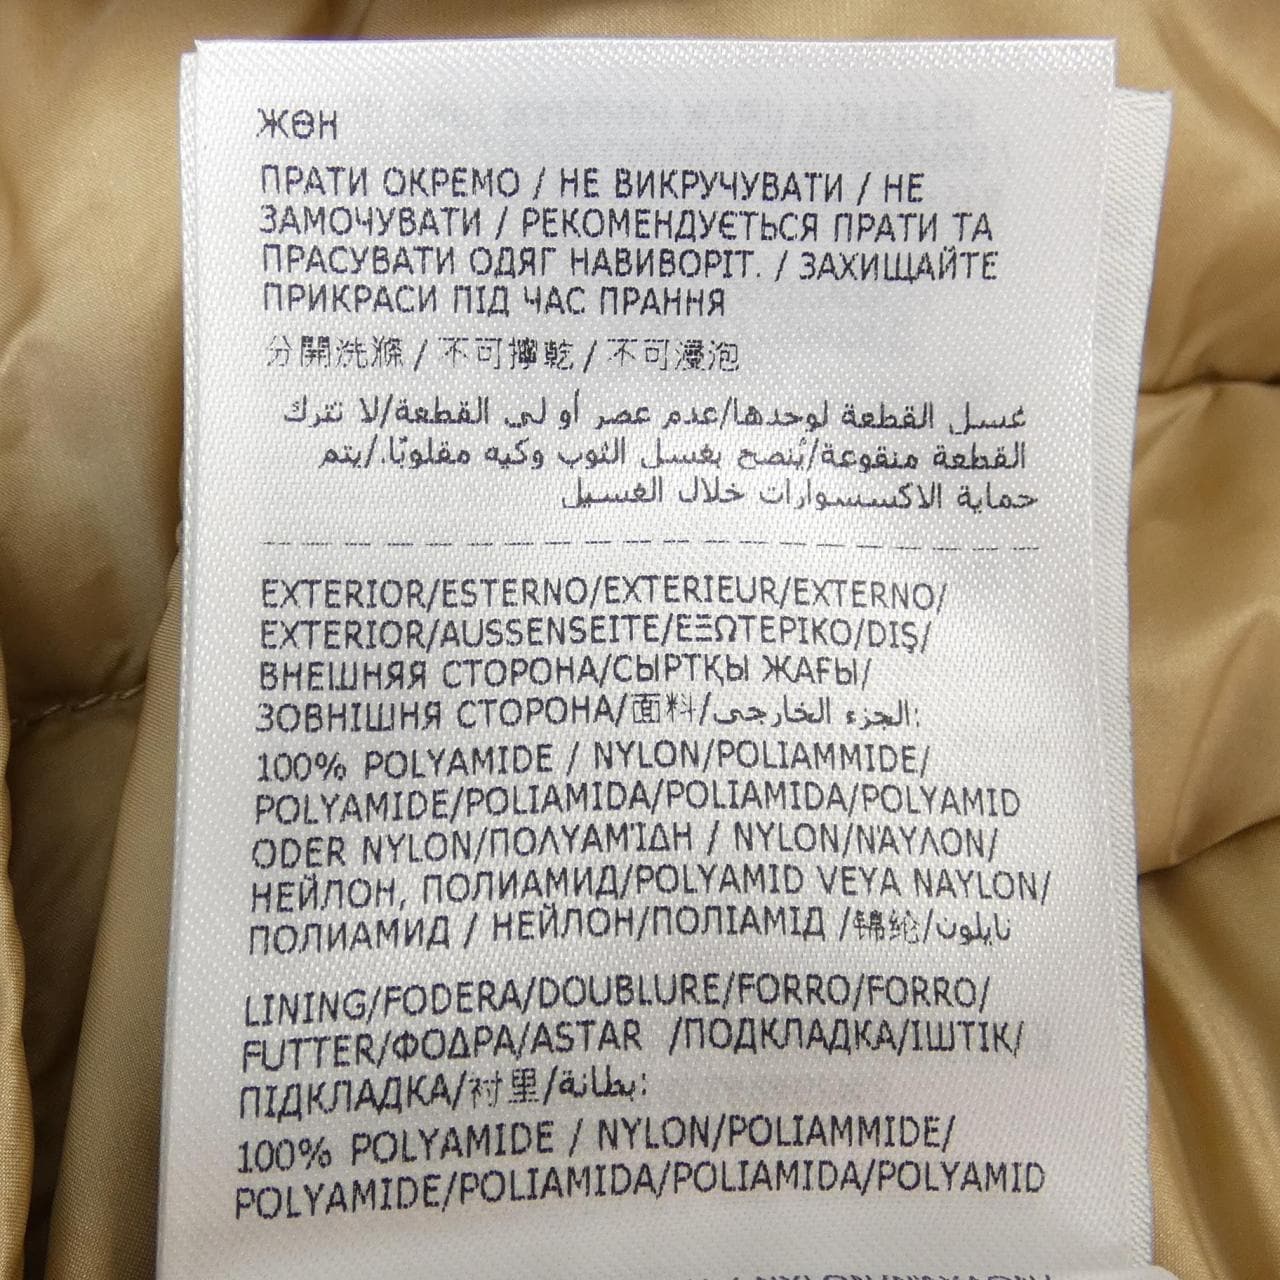 ЖӨН
ПРАТИ ОКРЕМО / НЕ ВИКРУЧУВАТИ / НЕ
ЗАМОЧУВАТИ / РЕКОМЕНДУЄТЬСЯ ПРАТИ ТА
ПРАСУВАТИ ОДЯГ НАВИВОРІТ. / ЗАХИЩАЙТЕ
ПРИКРАСИ ПІД ЧАС ПРАННЯ
分開洗滌 / 不可擰乾 / 不可浸泡
غسل القطعة لوحدها/عدم عصر أو لي القطعة/لا تترك
القطعة منقوعة/يُنصح بغسل الثوب وكيه مقلوبًا./يتم
حماية الاكسسوارات خلال الغسيل
EXTERIOR/ESTERNO/EXTERIEUR/EXTERNO/
EXTERIOR/AUSSENSEITE/ΕΞΩΤΕΡΙΚΟ/DIŞ/
ВНЕШНЯЯ СТОРОНА/СЫРТҚЫ ЖАҒЫ/
ЗОВНІШНЯ СТОРОНА/面料/الجزء الخارجى:
100% POLYAMIDE / NYLON/POLIAMMIDE/
POLYAMIDE/POLIAMIDA/POLIAMIDA/POLYAMID
ODER NYLON/ΠΟΛΥΑΜΊΔΗ / NYLON/ΝΆΥΛΟΝ/
НЕЙЛОН, ПОЛИАМИД/POLYAMID VEYA NAYLON/
ПОЛИАМИД / НЕЙЛОН/ПОЛІАМІД /锦纶/نايلون
LINING/FODERA/DOUBLURE/FORRO/FORRO/
FUTTER/ΦΟΔΡΑ/ASTAR /ПОДКЛАДКА/ІШТІК/
ПІДКЛАДКА/衬里/بطانة:
100% POLYAMIDE / NYLON/POLIAMMIDE/
POLYAMIDE/POLIAMIDA/POLIAMIDA/POLYAMID